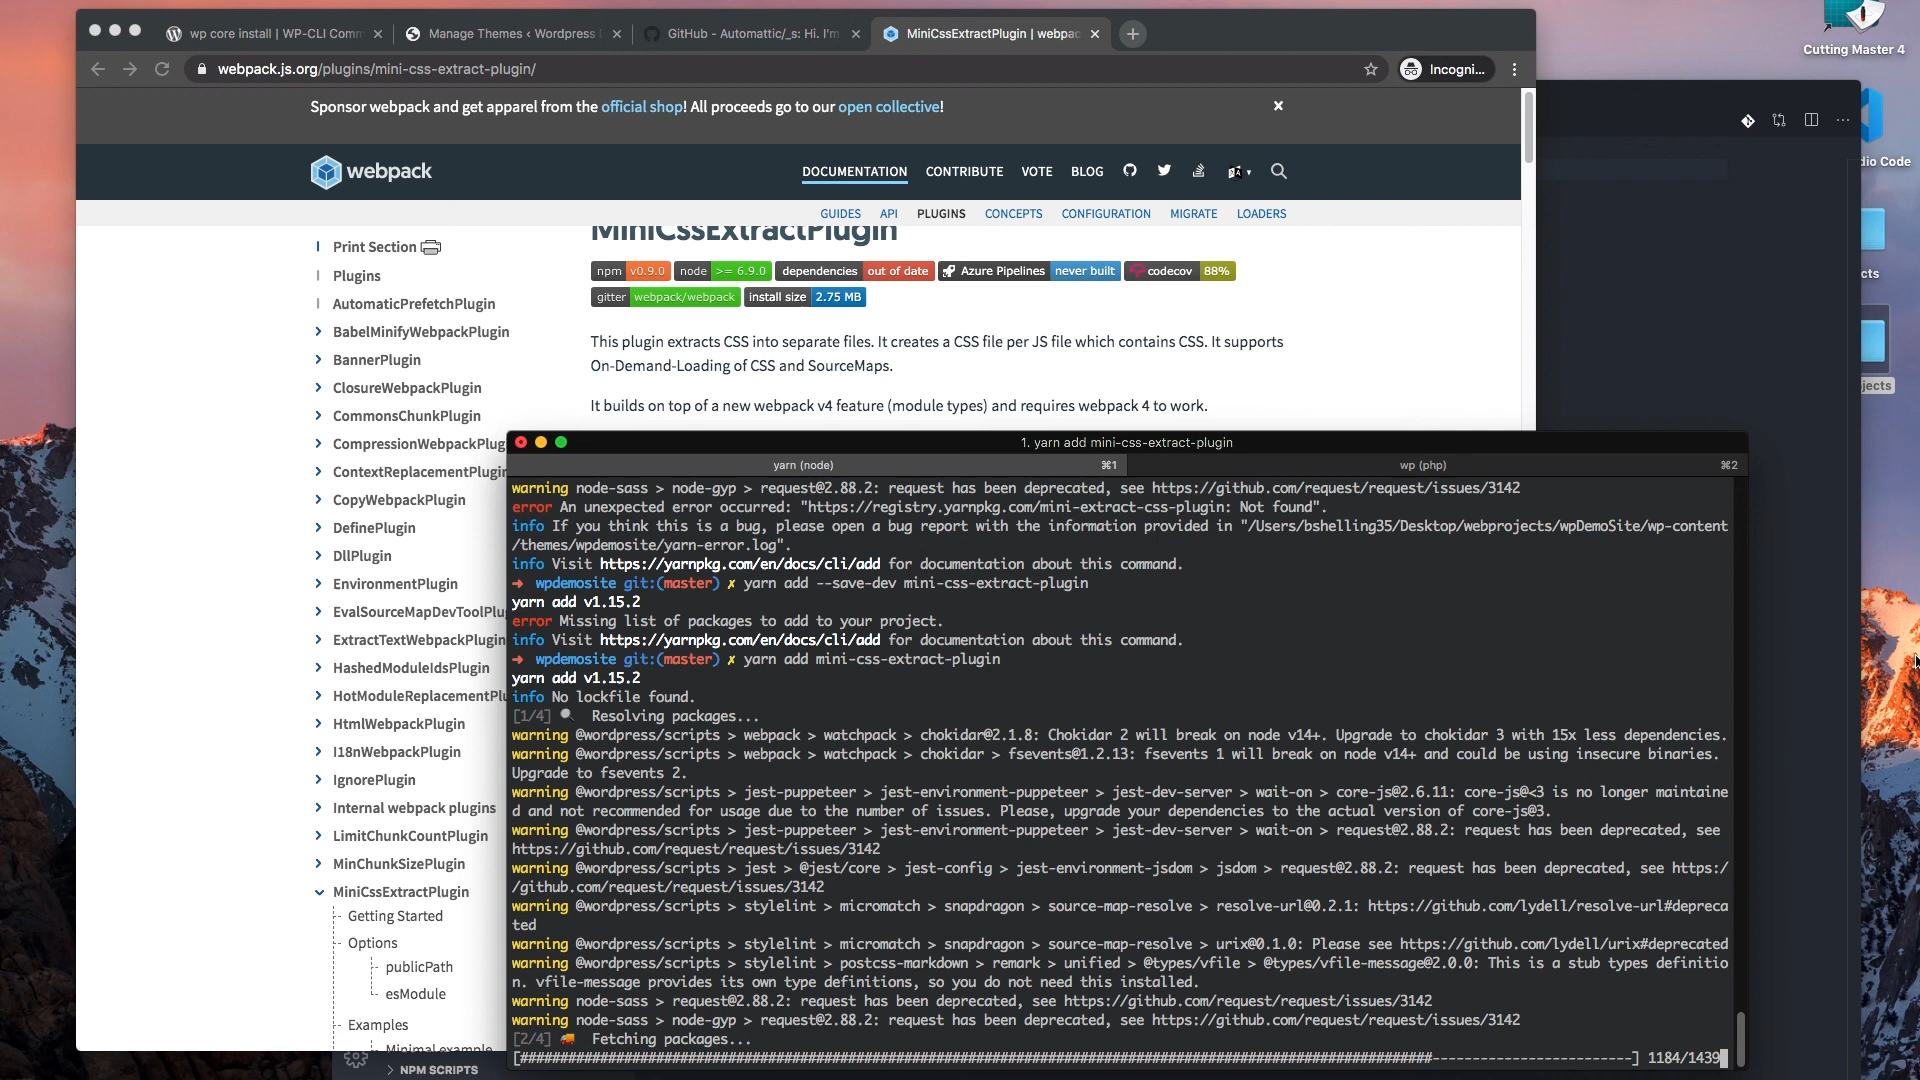 wp core install | WP-CLI Comm
Manage Themes ‹ Wordpress
GitHub - Automattic/_s: Hi. I'm
MiniCssExtractPlugin | webpac
Cutting Master 4
webpack.js.org/plugins/mini-css-extract-plugin/
Incogni...
Sponsor webpack and get apparel from the official shop! All proceeds go to our open collective!
dio Code
webpack
DOCUMENTATION CONTRIBUTE VOTE BLOG
GUIDES API PLUGINS CONCEPTS CONFIGURATION MIGRATE LOADERS
MiniCssExtractPlugin
npm v0.9.0 node >= 6.9.0 dependencies out of date Azure Pipelines never built codecov 88%
gitter webpack/webpack install size 2.75 MB
This plugin extracts CSS into separate files. It creates a CSS file per JS file which contains CSS. It supports
On-Demand-Loading of CSS and SourceMaps.
It builds on top of a new webpack v4 feature (module types) and requires webpack 4 to work.
cts
jects
Print Section
Plugins
AutomaticPrefetchPlugin
BabelMinifyWebpackPlugin
BannerPlugin
ClosureWebpackPlugin
CommonsChunkPlugin
CompressionWebpackPlug
ContextReplacementPlugin
CopyWebpackPlugin
DefinePlugin
DllPlugin
EnvironmentPlugin
EvalSourceMapDevToolPlu
ExtractTextWebpackPlugin
HashedModuleIdsPlugin
HotModuleReplacementPlu
HtmlWebpackPlugin
I18nWebpackPlugin
IgnorePlugin
Internal webpack plugins
LimitChunkCountPlugin
MinChunkSizePlugin
MiniCssExtractPlugin
Getting Started
Options
publicPath
esModule
Examples
Minimal example
NPM SCRIPTS
1. yarn add mini-css-extract-plugin
yarn (node) ⌘1 wp (php) ⌘2
warning node-sass > node-gyp > request@2.88.2: request has been deprecated, see https://github.com/request/request/issues/3142
error An unexpected error occurred: "https://registry.yarnpkg.com/mini-extract-css-plugin: Not found".
info If you think this is a bug, please open a bug report with the information provided in "/Users/bshelling35/Desktop/webprojects/wpDemoSite/wp-content
/themes/wpdemosite/yarn-error.log".
info Visit https://yarnpkg.com/en/docs/cli/add for documentation about this command.
➜ wpdemosite git:(master) ✗ yarn add --save-dev mini-css-extract-plugin
yarn add v1.15.2
error Missing list of packages to add to your project.
info Visit https://yarnpkg.com/en/docs/cli/add for documentation about this command.
➜ wpdemosite git:(master) ✗ yarn add mini-css-extract-plugin
yarn add v1.15.2
info No lockfile found.
[1/4] 🔍 Resolving packages...
warning @wordpress/scripts > webpack > watchpack > chokidar@2.1.8: Chokidar 2 will break on node v14+. Upgrade to chokidar 3 with 15x less dependencies.
warning @wordpress/scripts > webpack > watchpack > chokidar > fsevents@1.2.13: fsevents 1 will break on node v14+ and could be using insecure binaries.
Upgrade to fsevents 2.
warning @wordpress/scripts > jest-puppeteer > jest-environment-puppeteer > jest-dev-server > wait-on > core-js@2.6.11: core-js@<3 is no longer maintaine
d and not recommended for usage due to the number of issues. Please, upgrade your dependencies to the actual version of core-js@3.
warning @wordpress/scripts > jest-puppeteer > jest-environment-puppeteer > jest-dev-server > wait-on > request@2.88.2: request has been deprecated, see
https://github.com/request/request/issues/3142
warning @wordpress/scripts > jest > @jest/core > jest-config > jest-environment-jsdom > jsdom > request@2.88.2: request has been deprecated, see https:/
/github.com/request/request/issues/3142
warning @wordpress/scripts > stylelint > micromatch > snapdragon > source-map-resolve > resolve-url@0.2.1: https://github.com/lydell/resolve-url#depreca
ted
warning @wordpress/scripts > stylelint > micromatch > snapdragon > source-map-resolve > urix@0.1.0: Please see https://github.com/lydell/urix#deprecated
warning @wordpress/scripts > stylelint > postcss-markdown > remark > unified > @types/vfile > @types/vfile-message@2.0.0: This is a stub types definitio
n. vfile-message provides its own type definitions, so you do not need this installed.
warning node-sass > request@2.88.2: request has been deprecated, see https://github.com/request/request/issues/3142
warning node-sass > node-gyp > request@2.88.2: request has been deprecated, see https://github.com/request/request/issues/3142
[2/4] 🚚 Fetching packages...
1184/1439